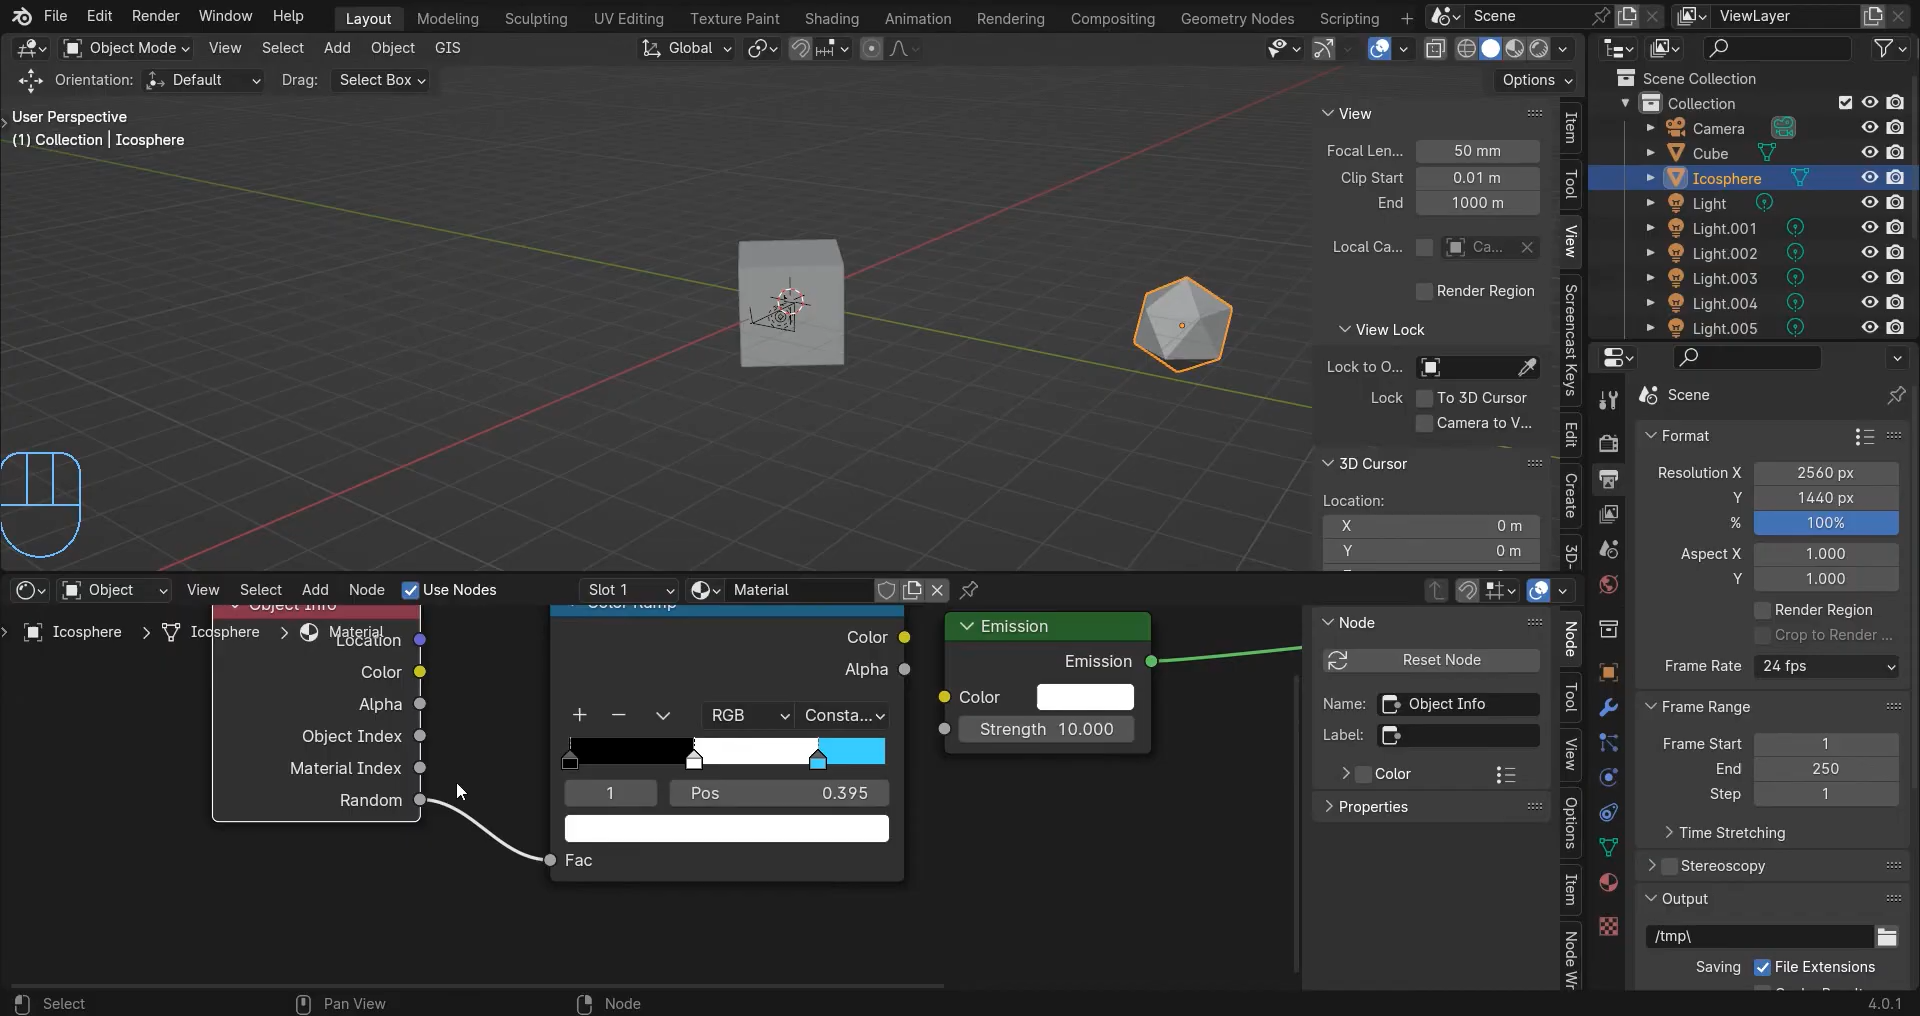 File Edit Render Window Help Layout Modeling Sculpting UV Editing Texture Paint Shading Animation Rendering Compositing Geometry Nodes Scripting + Scene ViewLayer
Object Mode View Select Add Object GIS Global
Orientation: Default Drag: Select Box Options
User Perspective
(1) Collection | Icosphere
View
Focal Len... 50 mm
Clip Start 0.01 m
End 1000 m
Local Ca... Ca...
Render Region
View Lock
Lock to O...
Lock To 3D Cursor
Camera to V...
3D Cursor
Location:
X 0 m
Y 0 m
Item
Tool
View
Screencast Keys
Edit
Create
3D-
Scene Collection
Collection
Camera
Cube
Icosphere
Light
Light.001
Light.002
Light.003
Light.004
Light.005
Scene
Format
Resolution X 2560 px
Y 1440 px
% 100%
Aspect X 1.000
Y 1.000
Render Region
Crop to Render ...
Frame Rate 24 fps
Frame Range
Frame Start 1
End 250
Step 1
Time Stretching
Stereoscopy
Output
/tmp\
Saving File Extensions
Object View Select Add Node Use Nodes Slot 1 Material
Icosphere Icosphere Material
Object Info
Location
Color
Alpha
Object Index
Material Index
Random
Color Ramp
Color
Alpha
RGB Consta...
1 Pos 0.395
Fac
Emission
Emission
Color
Strength 10.000
Node
Reset Node
Name: Object Info
Label:
Color
Properties
Node
Tool
View
Options
Item
Node Wr
Select Pan View Node 4.0.1